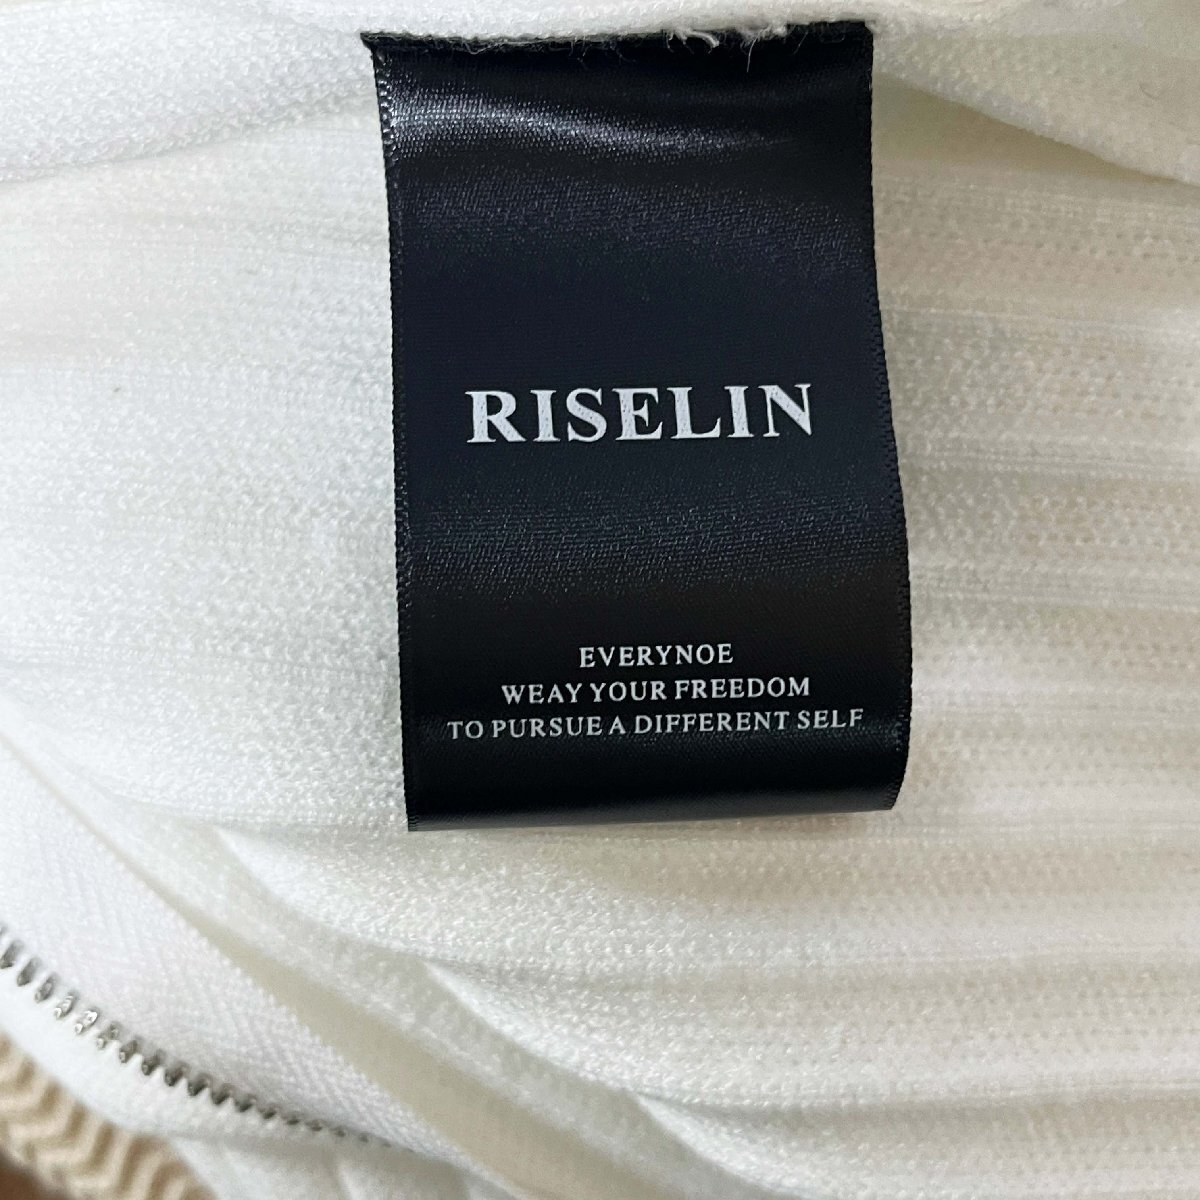 RISELIN
EVERYNOE
WEAY YOUR FREEDOM
TO PURSUE A DIFFERENT SELF